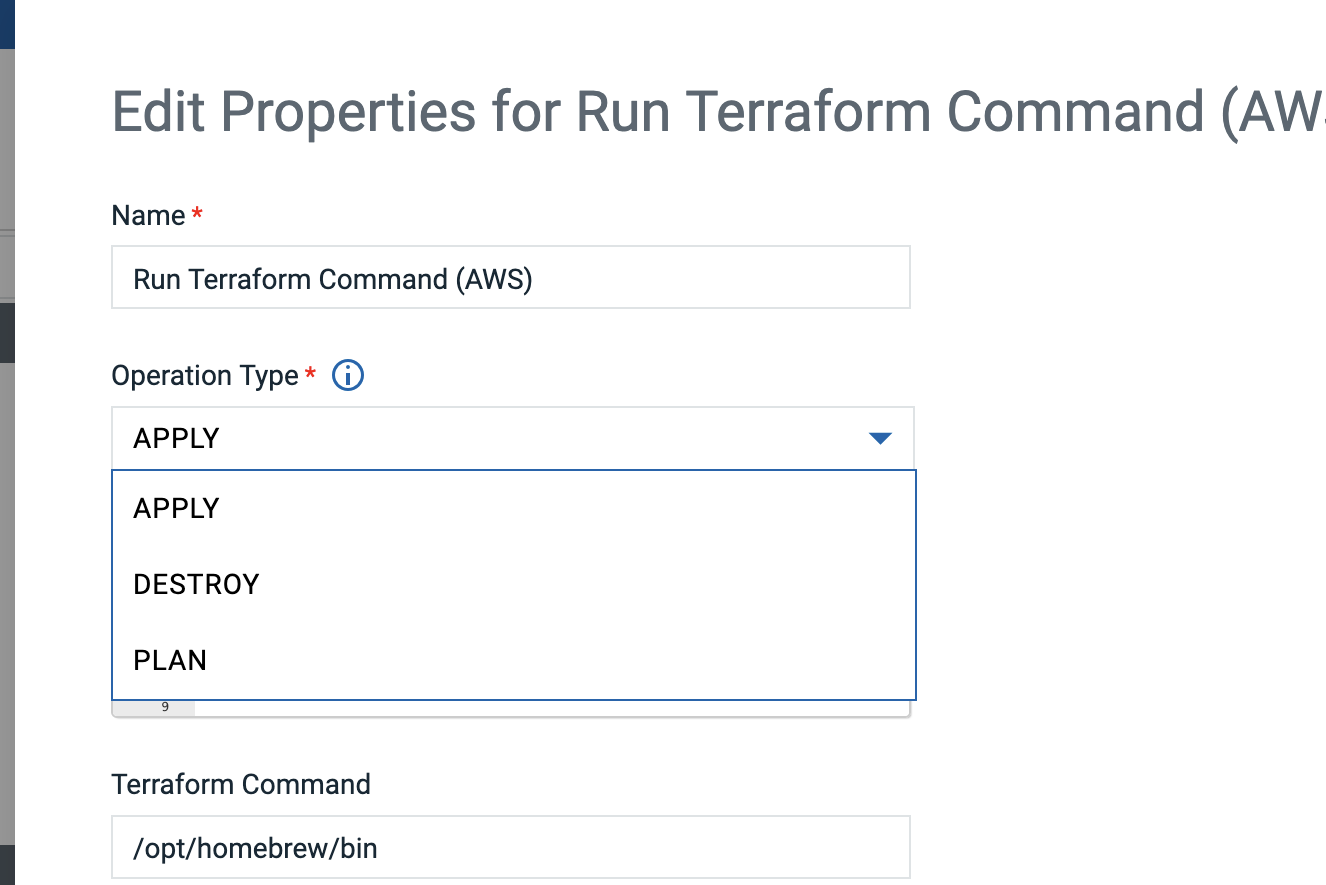 Edit Properties for Run Terraform Command (AW
Name *
Run Terraform Command (AWS)
Operation Type *
APPLY
APPLY
DESTROY
PLAN
9
Terraform Command
/opt/homebrew/bin